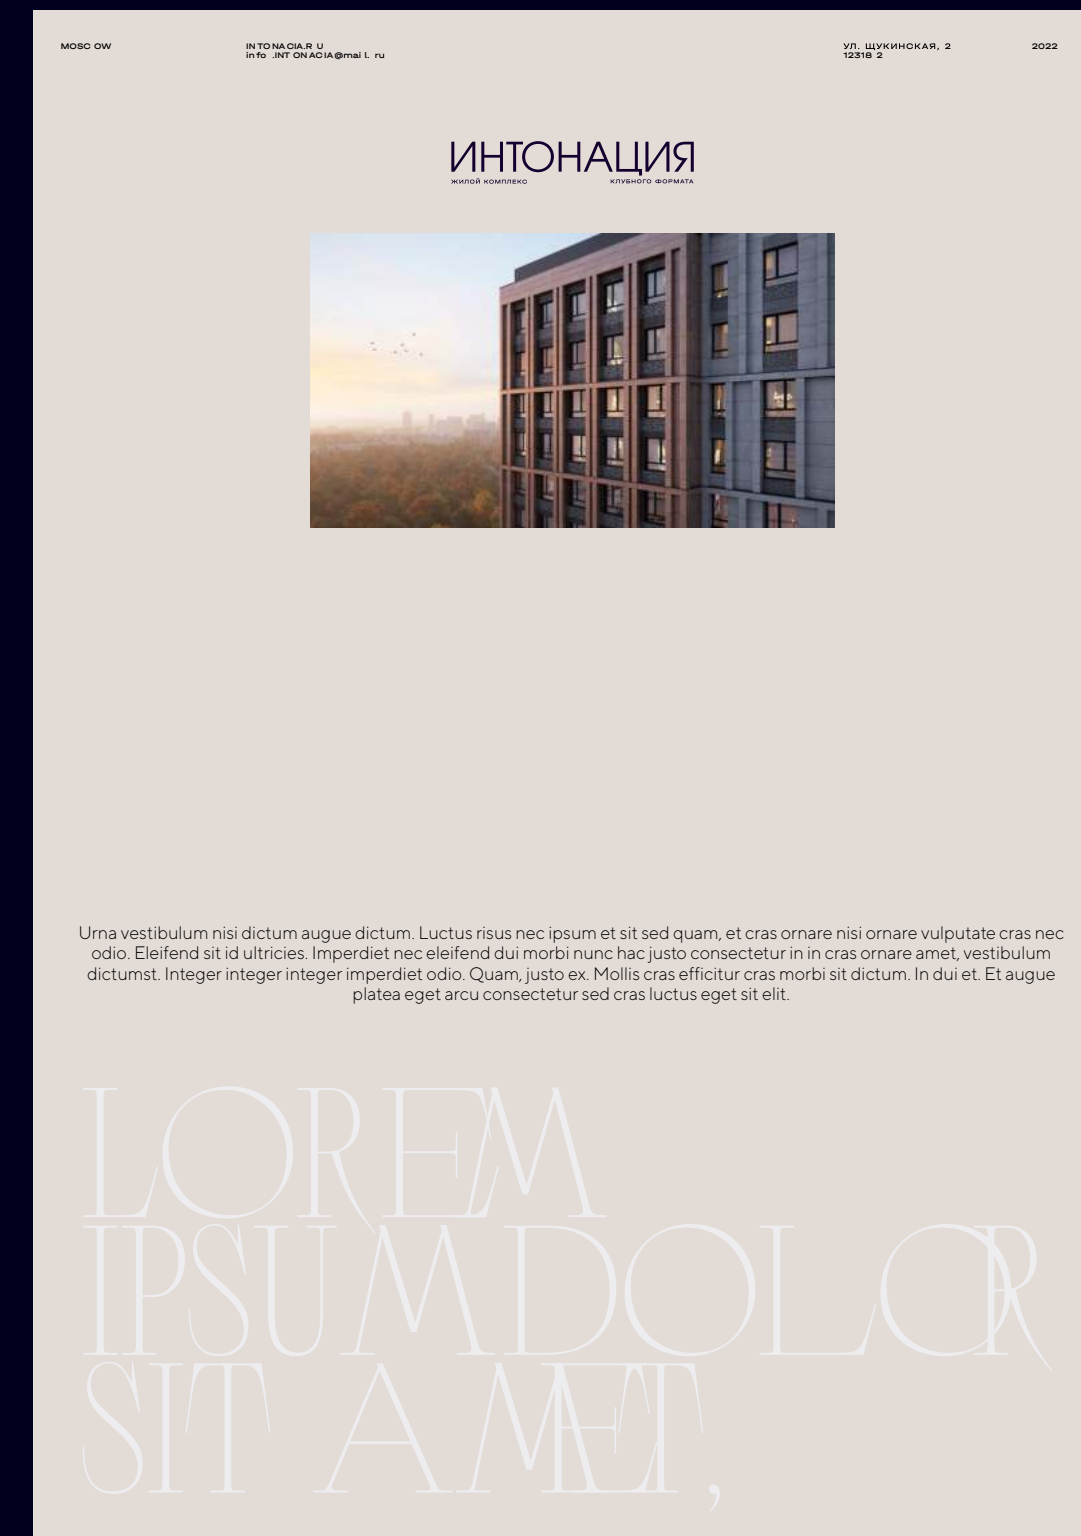 MOSC OW
INTONACIA.R U
info .INTONACIA@mai l. ru
УЛ. ЩУКИНСКАЯ, 2
12318 2
2022
ИНТОНАЦИЯ
ЖИЛОЙ КОМПЛЕКС
КЛУБНОГО ФОРМАТА
Urna vestibulum nisi dictum augue dictum. Luctus risus nec ipsum et sit sed quam, et cras ornare nisi ornare vulputate cras nec
odio. Eleifend sit id ultricies. Imperdiet nec eleifend dui morbi nunc hac justo consectetur in in cras ornare amet, vestibulum
dictumst. Integer integer integer imperdiet odio. Quam, justo ex. Mollis cras efficitur cras morbi sit dictum. In dui et. Et augue
platea eget arcu consectetur sed cras luctus eget sit elit.
LOREM
IPSUM DOLOR
SIT AMET,